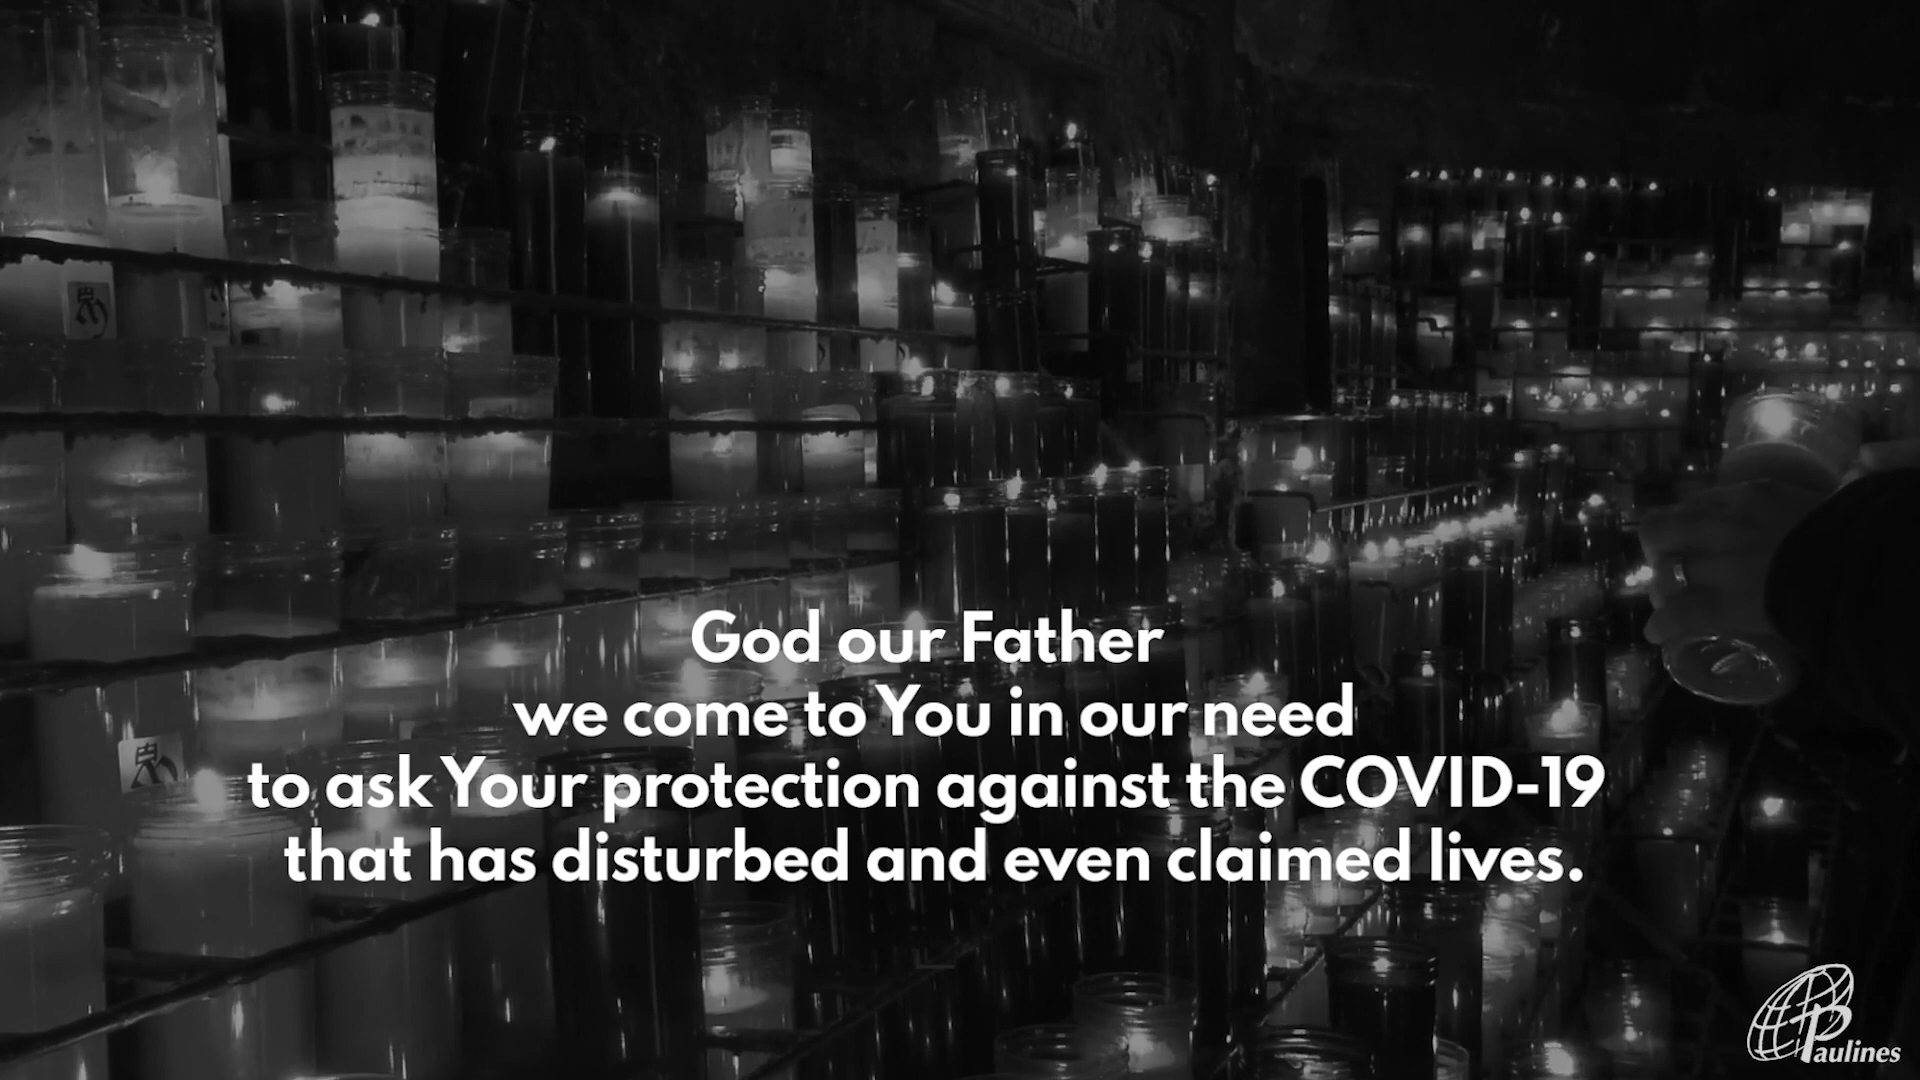 God our Father
we come to You in our need
to ask Your protection against the COVID-19
that has disturbed and even claimed lives.
Paulines